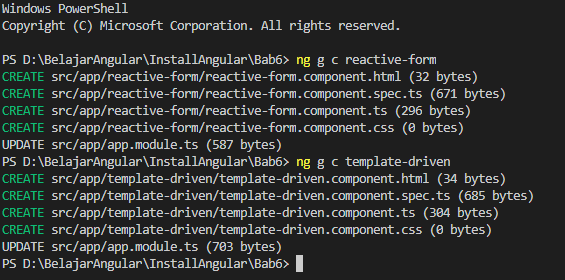 Windows PowerShell
Copyright (C) Microsoft Corporation. All rights reserved.
PS D:\BelajarAngular\InstallAngular\Bab6> ng g c reactive-form
CREATE src/app/reactive-form/reactive-form.component.html (32 bytes)
CREATE src/app/reactive-form/reactive-form.component.spec.ts (671 bytes)
CREATE src/app/reactive-form/reactive-form.component.ts (296 bytes)
CREATE src/app/reactive-form/reactive-form.component.css (0 bytes)
UPDATE src/app/app.module.ts (587 bytes)
PS D:\BelajarAngular\InstallAngular\Bab6> ng g c template-driven
CREATE src/app/template-driven/template-driven.component.html (34 bytes)
CREATE src/app/template-driven/template-driven.component.spec.ts (685 bytes)
CREATE src/app/template-driven/template-driven.component.ts (304 bytes)
CREATE src/app/template-driven/template-driven.component.css (0 bytes)
UPDATE src/app/app.module.ts (703 bytes)
PS D:\BelajarAngular\InstallAngular\Bab6>